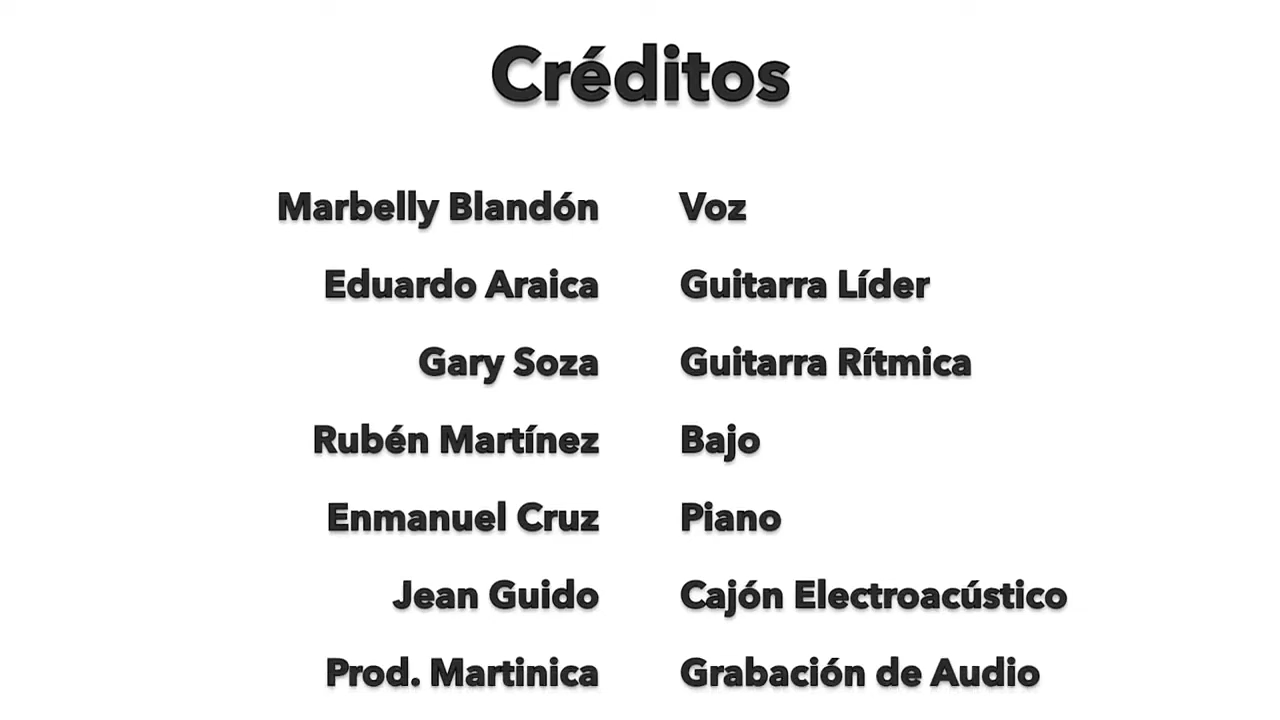 Créditos
Marbelly Blandón Voz
Eduardo Araica Guitarra Líder
Gary Soza Guitarra Rítmica
Rubén Martínez Bajo
Enmanuel Cruz Piano
Jean Guido Cajón Electroacústico
Prod. Martinica Grabación de Audio